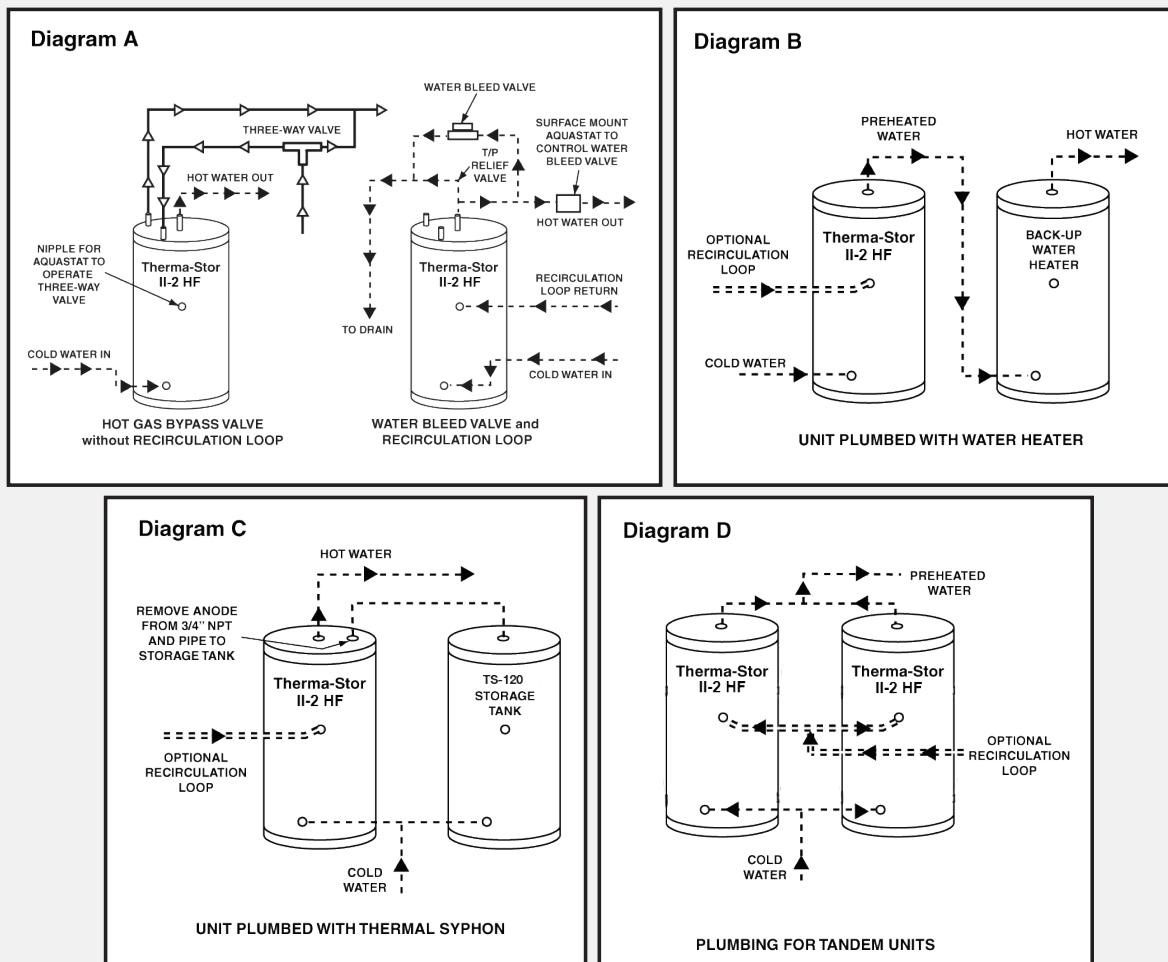 Diagram A
WATER BLEED VALVE
THREE-WAY VALVE
HOT WATER OUT
NIPPLE FOR
AQUASTAT TO
OPERATE
THREE-WAY
VALVE
Therma-Stor
II-2 HF
COLD WATER IN
HOT GAS BYPASS VALVE
without RECIRCULATION LOOP
T/P
RELIEF
VALVE
SURFACE MOUNT
AQUASTAT TO
CONTROL WATER
BLEED VALVE
HOT WATER OUT
Therma-Stor
II-2 HF
RECIRCULATION
LOOP RETURN
TO DRAIN
COLD WATER IN
WATER BLEED VALVE and
RECIRCULATION LOOP
Diagram B
PREHEATED
WATER
HOT WATER
OPTIONAL
RECIRCULATION
LOOP
Therma-Stor
II-2 HF
BACK-UP
WATER
HEATER
COLD WATER
UNIT PLUMBED WITH WATER HEATER
Diagram C
HOT WATER
REMOVE ANODE
FROM 3/4" NPT
AND PIPE TO
STORAGE TANK
Therma-Stor
II-2 HF
TS-120
STORAGE
TANK
OPTIONAL
RECIRCULATION
LOOP
COLD
WATER
UNIT PLUMBED WITH THERMAL SYPHON
Diagram D
PREHEATED
WATER
Therma-Stor
II-2 HF
Therma-Stor
II-2 HF
OPTIONAL
RECIRCULATION
LOOP
COLD
WATER
PLUMBING FOR TANDEM UNITS